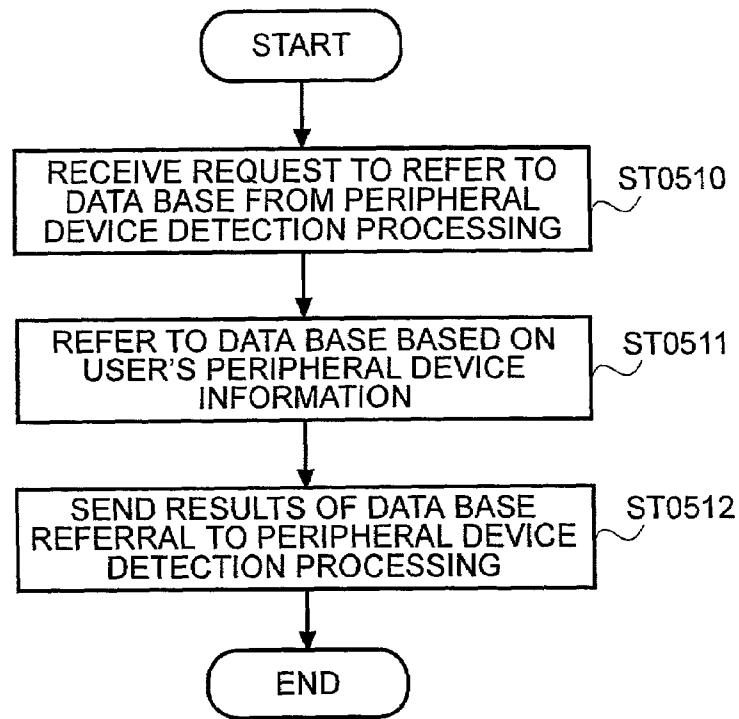 START
RECEIVE REQUEST TO REFER TO
DATA BASE FROM PERIPHERAL
DEVICE DETECTION PROCESSING
ST0510
REFER TO DATA BASE BASED ON
USER'S PERIPHERAL DEVICE
INFORMATION
ST0511
SEND RESULTS OF DATA BASE
REFERRAL TO PERIPHERAL DEVICE
DETECTION PROCESSING
ST0512
END